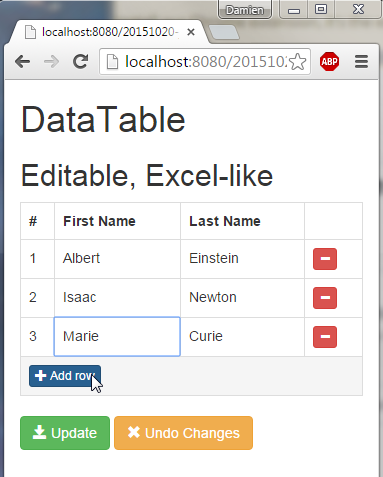 Damien
localhost:8080/20151020-
localhost:8080/201510
ABP
DataTable
Editable, Excel-like
# First Name Last Name
1 Albert Einstein
2 Isaac Newton
3 Marie Curie
Add row
Update Undo Changes